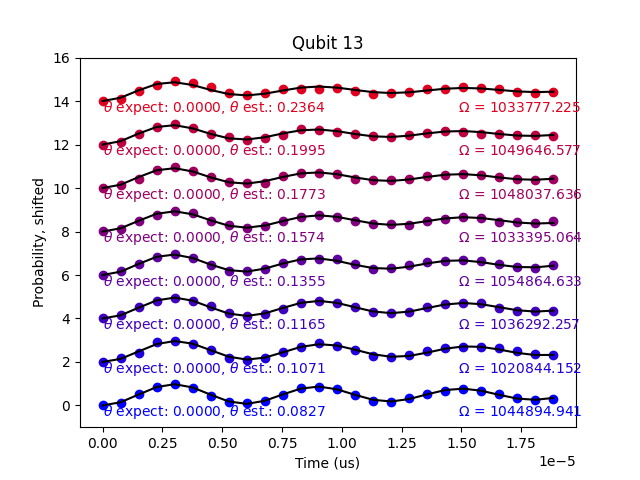 Qubit 13
Probability, shifted
16
14
12
10
8
6
4
2
0
θ expect: 0.0000, θ est.: 0.2364 Ω = 1033777.225
θ expect: 0.0000, θ est.: 0.1995 Ω = 1049646.577
θ expect: 0.0000, θ est.: 0.1773 Ω = 1048037.636
θ expect: 0.0000, θ est.: 0.1574 Ω = 1033395.064
θ expect: 0.0000, θ est.: 0.1355 Ω = 1054864.633
θ expect: 0.0000, θ est.: 0.1165 Ω = 1036292.257
θ expect: 0.0000, θ est.: 0.1071 Ω = 1020844.152
θ expect: 0.0000, θ est.: 0.0827 Ω = 1044894.941
0.00 0.25 0.50 0.75 1.00 1.25 1.50 1.75
Time (us)
1e−5